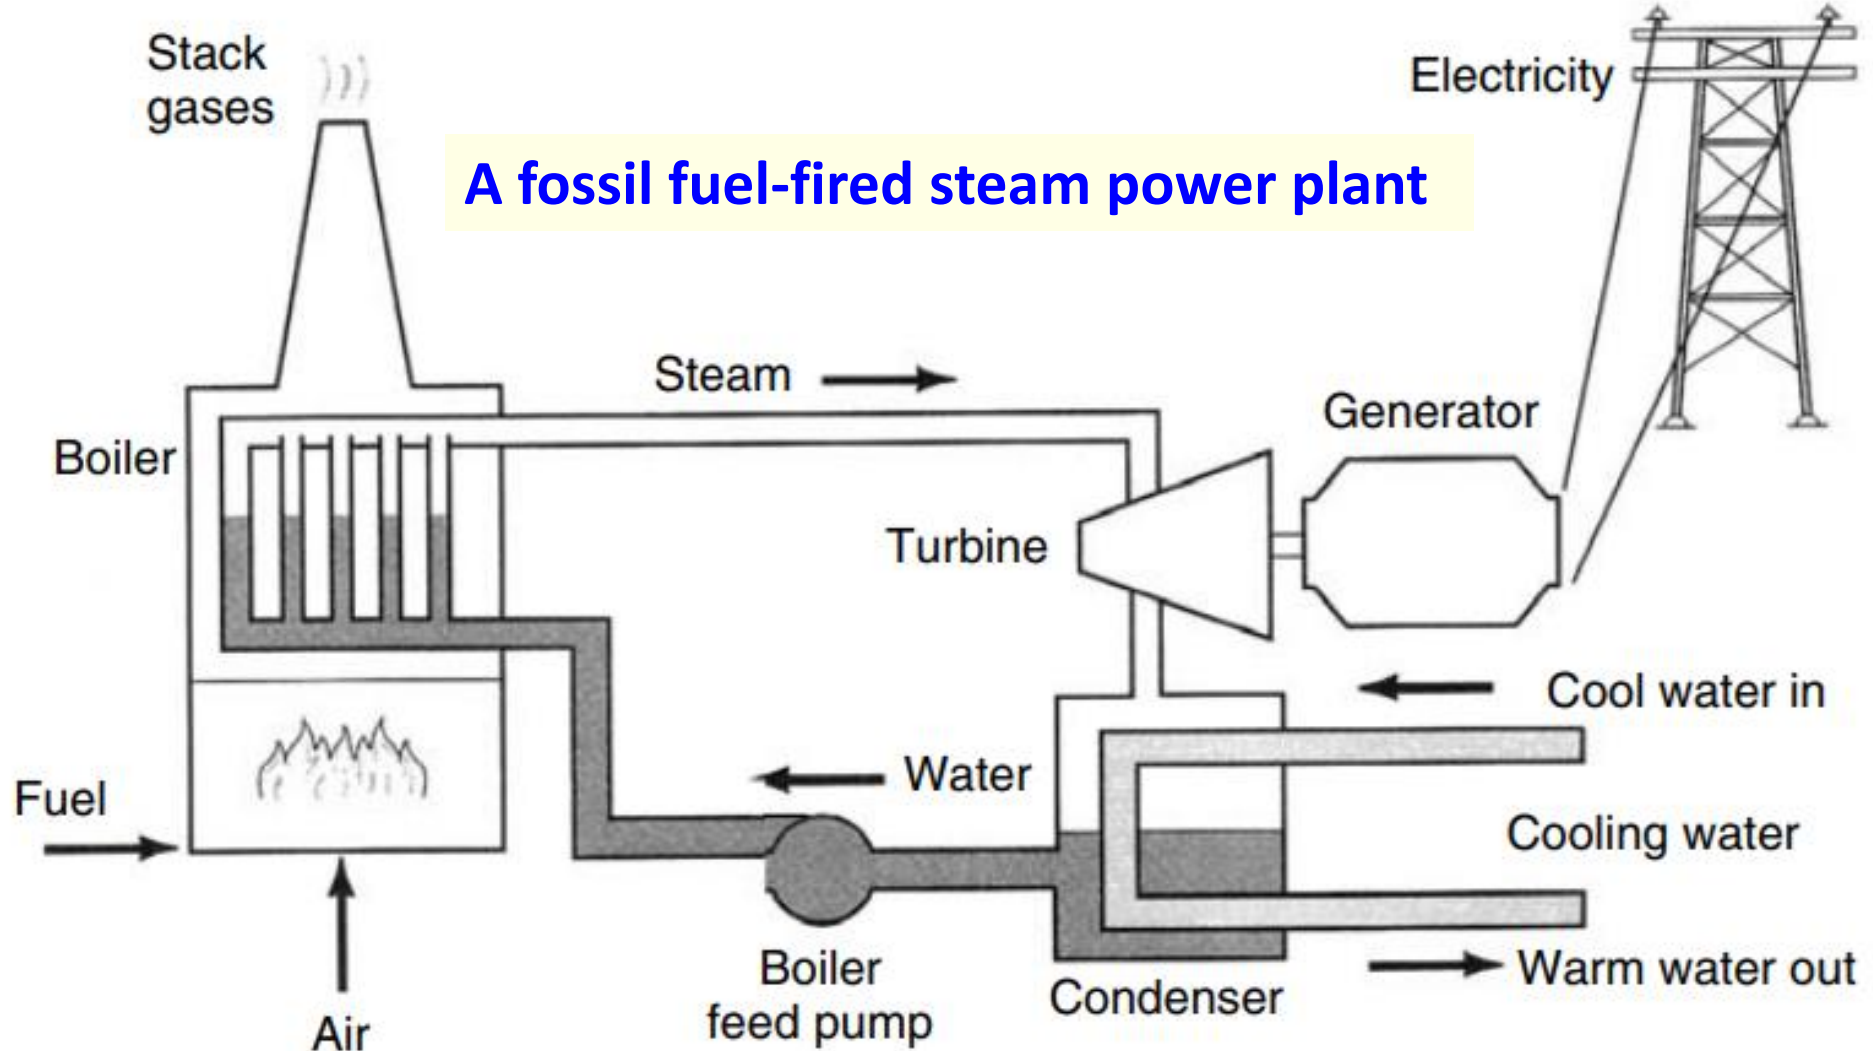 Stack
gases
Electricity
A fossil fuel-fired steam power plant
Steam
Generator
Boiler
Turbine
Cool water in
Water
Fuel
Cooling water
Boiler
feed pump
Condenser
Warm water out
Air